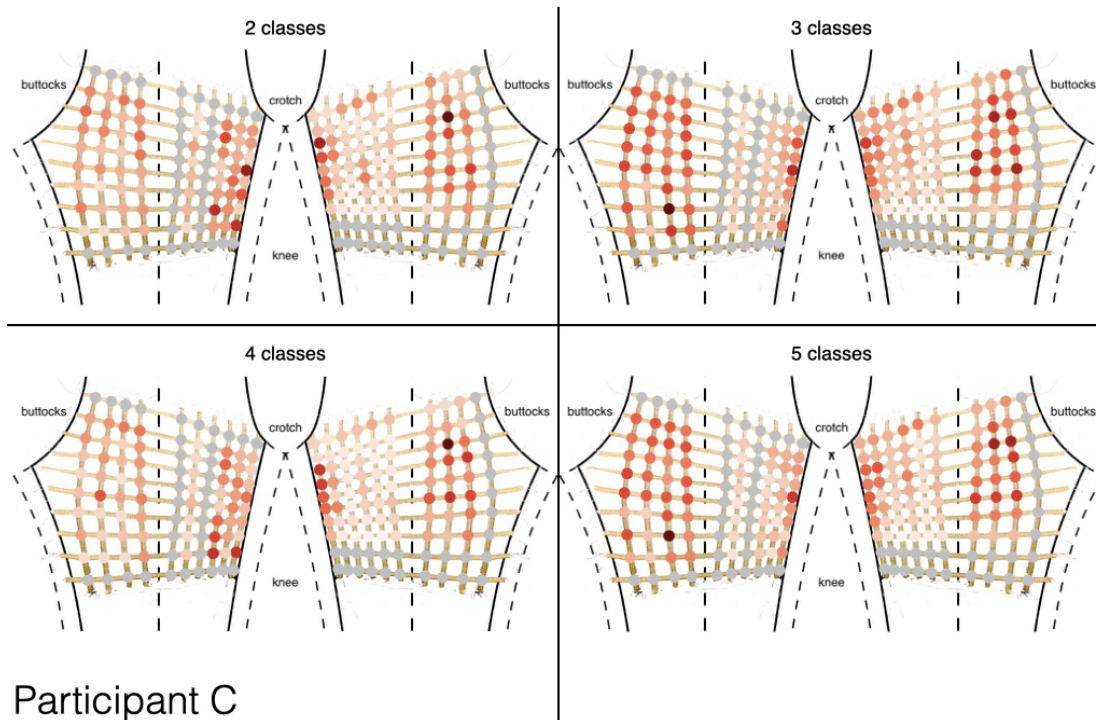 2 classes
buttocks
crotch
buttocks
knee
3 classes
buttocks
crotch
buttocks
knee
4 classes
buttocks
crotch
buttocks
knee
5 classes
buttocks
crotch
buttocks
knee
Participant C